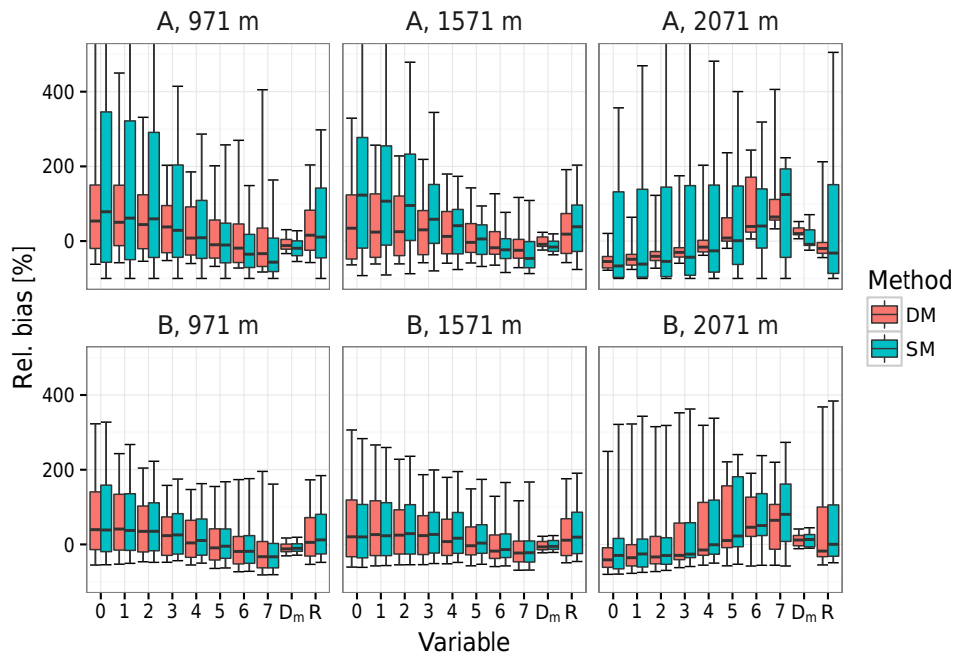 A, 971 m
A, 1571 m
A, 2071 m
400
200
0
B, 971 m
B, 1571 m
B, 2071 m
400
200
0
0 1 2 3 4 5 6 7 Dm R
0 1 2 3 4 5 6 7 Dm R
0 1 2 3 4 5 6 7 Dm R
Variable
Rel. bias [%]
Method
DM
SM